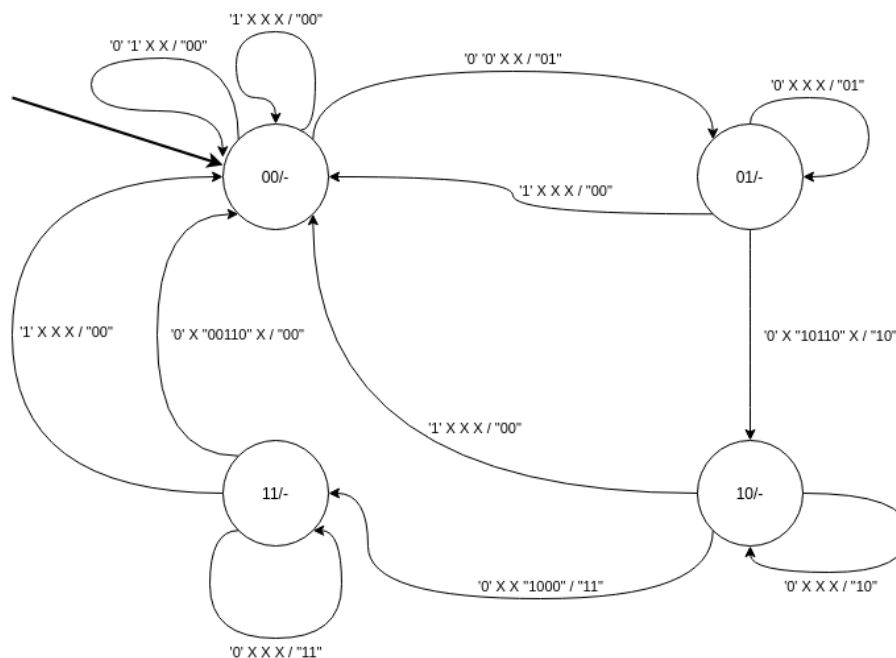 '1' X X X / "00"
'0' '1' X X / "00"
'0' '0' X X / "01"
'0' X X X / "01"
00/-
01/-
'1' X X X / "00"
'1' X X X / "00"
'0' X "00110" X / "00"
'0' X "10110" X / "10"
'1' X X X / "00"
11/-
10/-
'0' X X "1000" / "11"
'0' X X X / "10"
'0' X X X / "11"